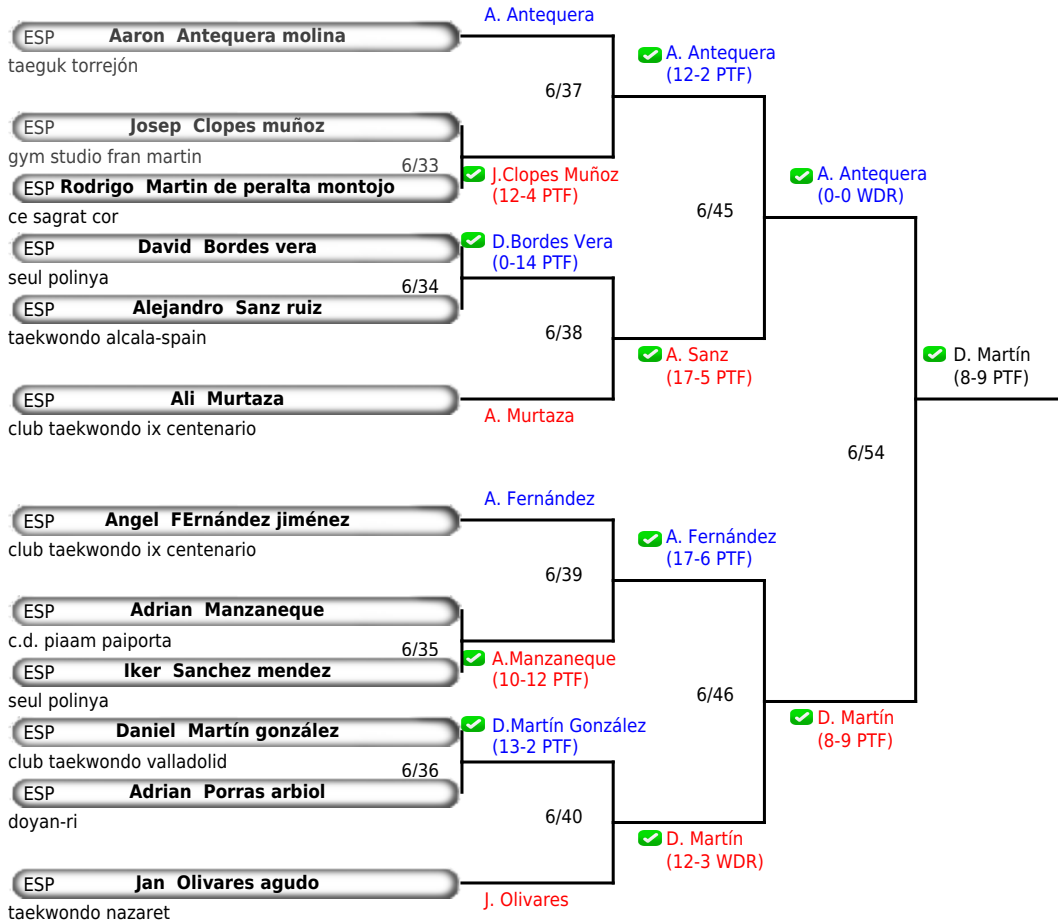 A. Antequera
ESP Aaron Antequera molina
taeguk torrejón
A. Antequera
(12-2 PTF)
6/37
ESP Josep Clopes muñoz
gym studio fran martin
6/33
J.Clopes Muñoz
(12-4 PTF)
ESP Rodrigo Martin de peralta montojo
ce sagrat cor
A. Antequera
(0-0 WDR)
6/45
ESP David Bordes vera
seul polinya
D.Bordes Vera
(0-14 PTF)
6/34
ESP Alejandro Sanz ruiz
taekwondo alcala-spain
6/38
A. Sanz
(17-5 PTF)
D. Martín
(8-9 PTF)
ESP Ali Murtaza
club taekwondo ix centenario
A. Murtaza
6/54
A. Fernández
ESP Angel FErnández jiménez
club taekwondo ix centenario
A. Fernández
(17-6 PTF)
6/39
ESP Adrian Manzaneque
c.d. piaam paiporta
6/35
A.Manzaneque
(10-12 PTF)
ESP Iker Sanchez mendez
seul polinya
6/46
D. Martín
(8-9 PTF)
ESP Daniel Martín gonzález
club taekwondo valladolid
D.Martín González
(13-2 PTF)
6/36
ESP Adrian Porras arbiol
doyan-ri
6/40
D. Martín
(12-3 WDR)
ESP Jan Olivares agudo
taekwondo nazaret
J. Olivares